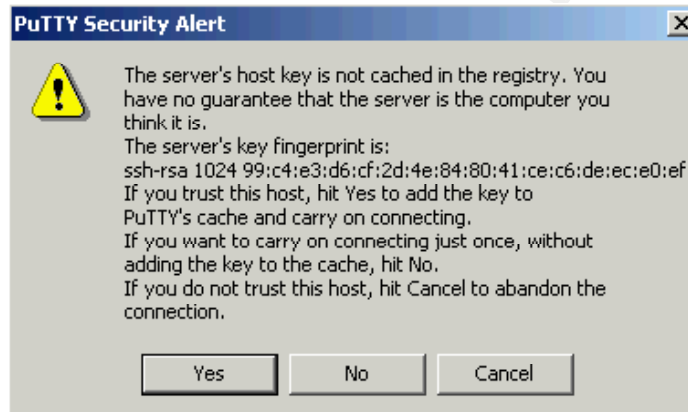 PuTTY Security Alert
The server's host key is not cached in the registry. You
have no guarantee that the server is the computer you
think it is.
The server's key fingerprint is:
ssh-rsa 1024 99:c4:e3:d6:cf:2d:4e:84:80:41:ce:c6:de:ec:e0:ef
If you trust this host, hit Yes to add the key to
PuTTY's cache and carry on connecting.
If you want to carry on connecting just once, without
adding the key to the cache, hit No.
If you do not trust this host, hit Cancel to abandon the
connection.
Yes No Cancel